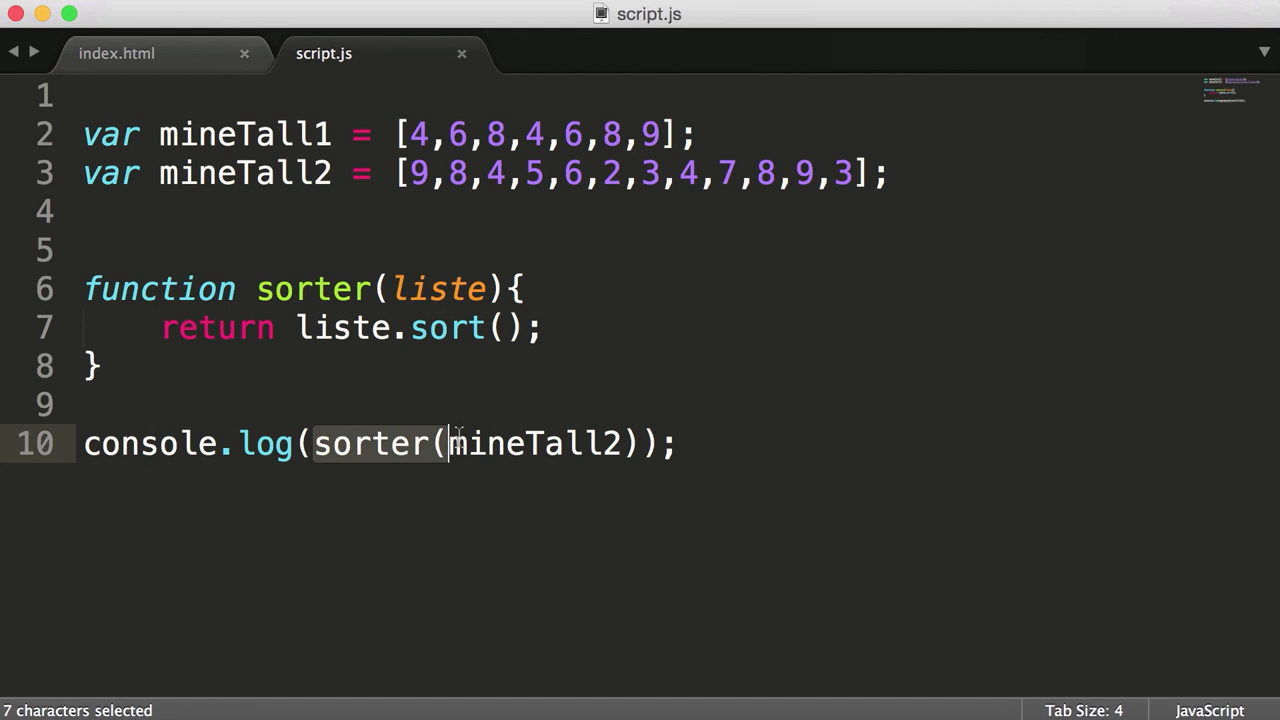 script.js
index.html × script.js ×
1
2 var mineTall1 = [4,6,8,4,6,8,9];
3 var mineTall2 = [9,8,4,5,6,2,3,4,7,8,9,3];
4
5
6 function sorter(liste){
7 return liste.sort();
8 }
9
10 console.log(sorter(mineTall2));
7 characters selected Tab Size: 4 JavaScript